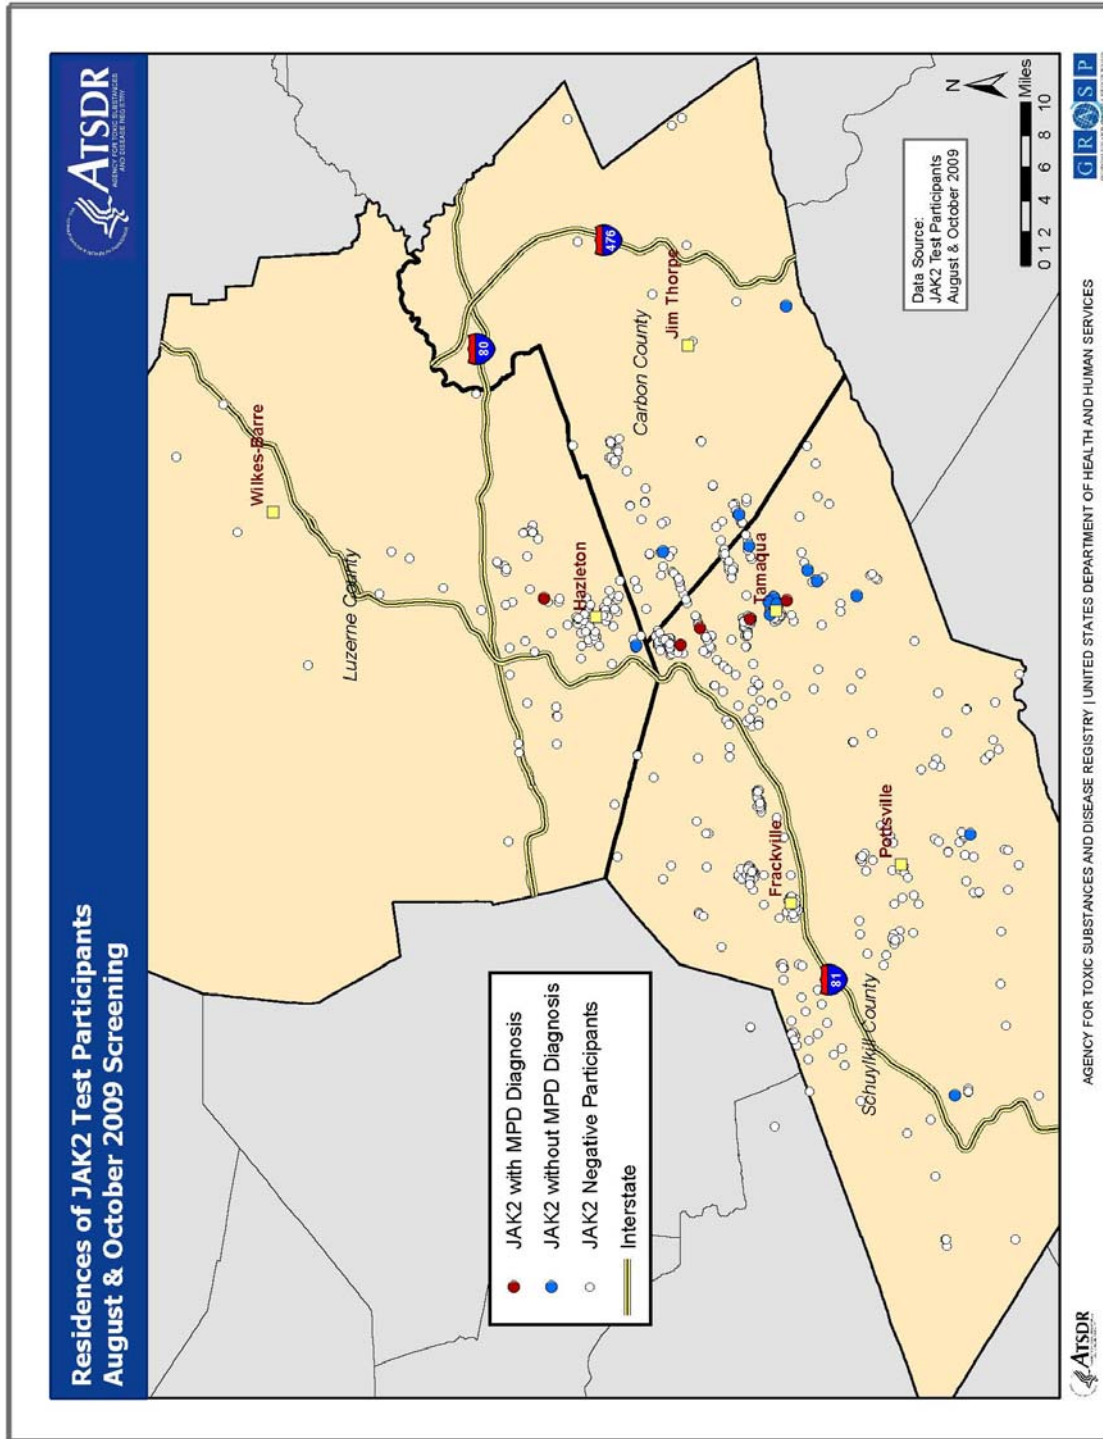 Residences of JAK2 Test Participants
August & October 2009 Screening
ATSDR
AGENCY FOR TOXIC SUBSTANCES
AND DISEASE REGISTRY
Wilkes-Barre
Luzerne County
80
Hazleton
476
Carbon County
Jim Thorpe
Tamaqua
Frackville
Pottsville
81
Schuylkill County
JAK2 with MPD Diagnosis
JAK2 without MPD Diagnosis
JAK2 Negative Participants
Interstate
Data Source:
JAK2 Test Participants
August & October 2009
N
0 1 2 4 6 8 10
Miles
ATSDR
AGENCY FOR TOXIC SUBSTANCES AND DISEASE REGISTRY | UNITED STATES DEPARTMENT OF HEALTH AND HUMAN SERVICES
GRASP